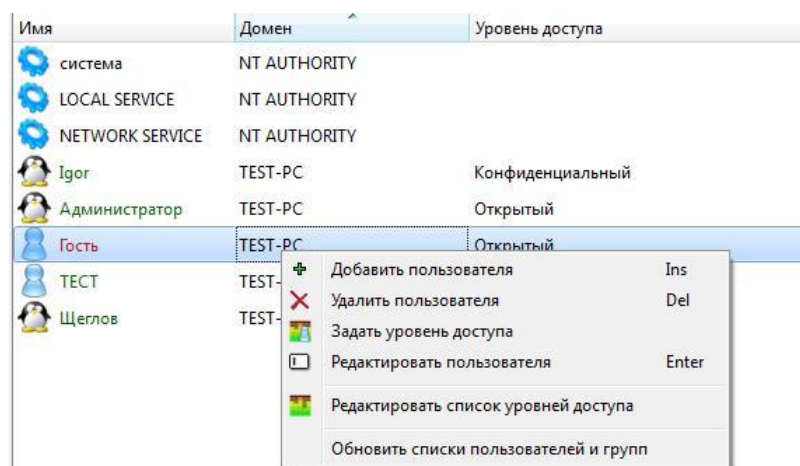 Имя Домен Уровень доступа
система NT AUTHORITY
LOCAL SERVICE NT AUTHORITY
NETWORK SERVICE NT AUTHORITY
Igor TEST-PC Конфиденциальный
Администратор TEST-PC Открытый
Гость TEST-PC Открытый
ТЕСТ TEST-
Щеглов TEST-
Добавить пользователя Ins
Удалить пользователя Del
Задать уровень доступа
Редактировать пользователя Enter
Редактировать список уровней доступа
Обновить списки пользователей и групп